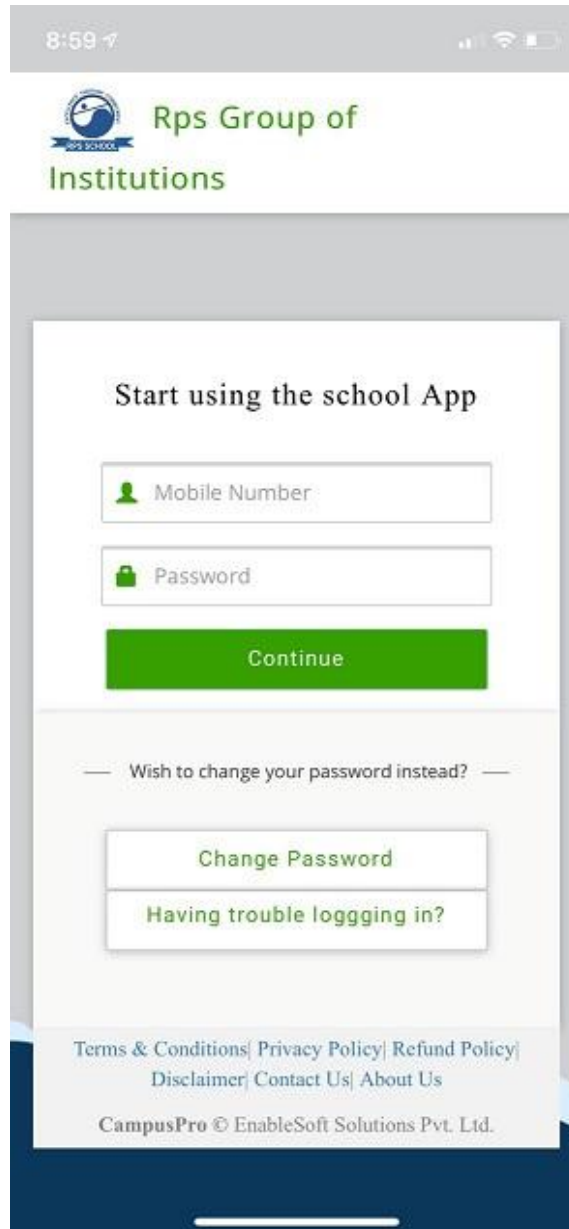 8:59
Rps Group of
Institutions
RPS SCHOOL
Start using the school App
Mobile Number
Password
Continue
Wish to change your password instead?
Change Password
Having trouble loggging in?
Terms & Conditions| Privacy Policy| Refund Policy|
Disclaimer| Contact Us| About Us
CampusPro © EnableSoft Solutions Pvt. Ltd.